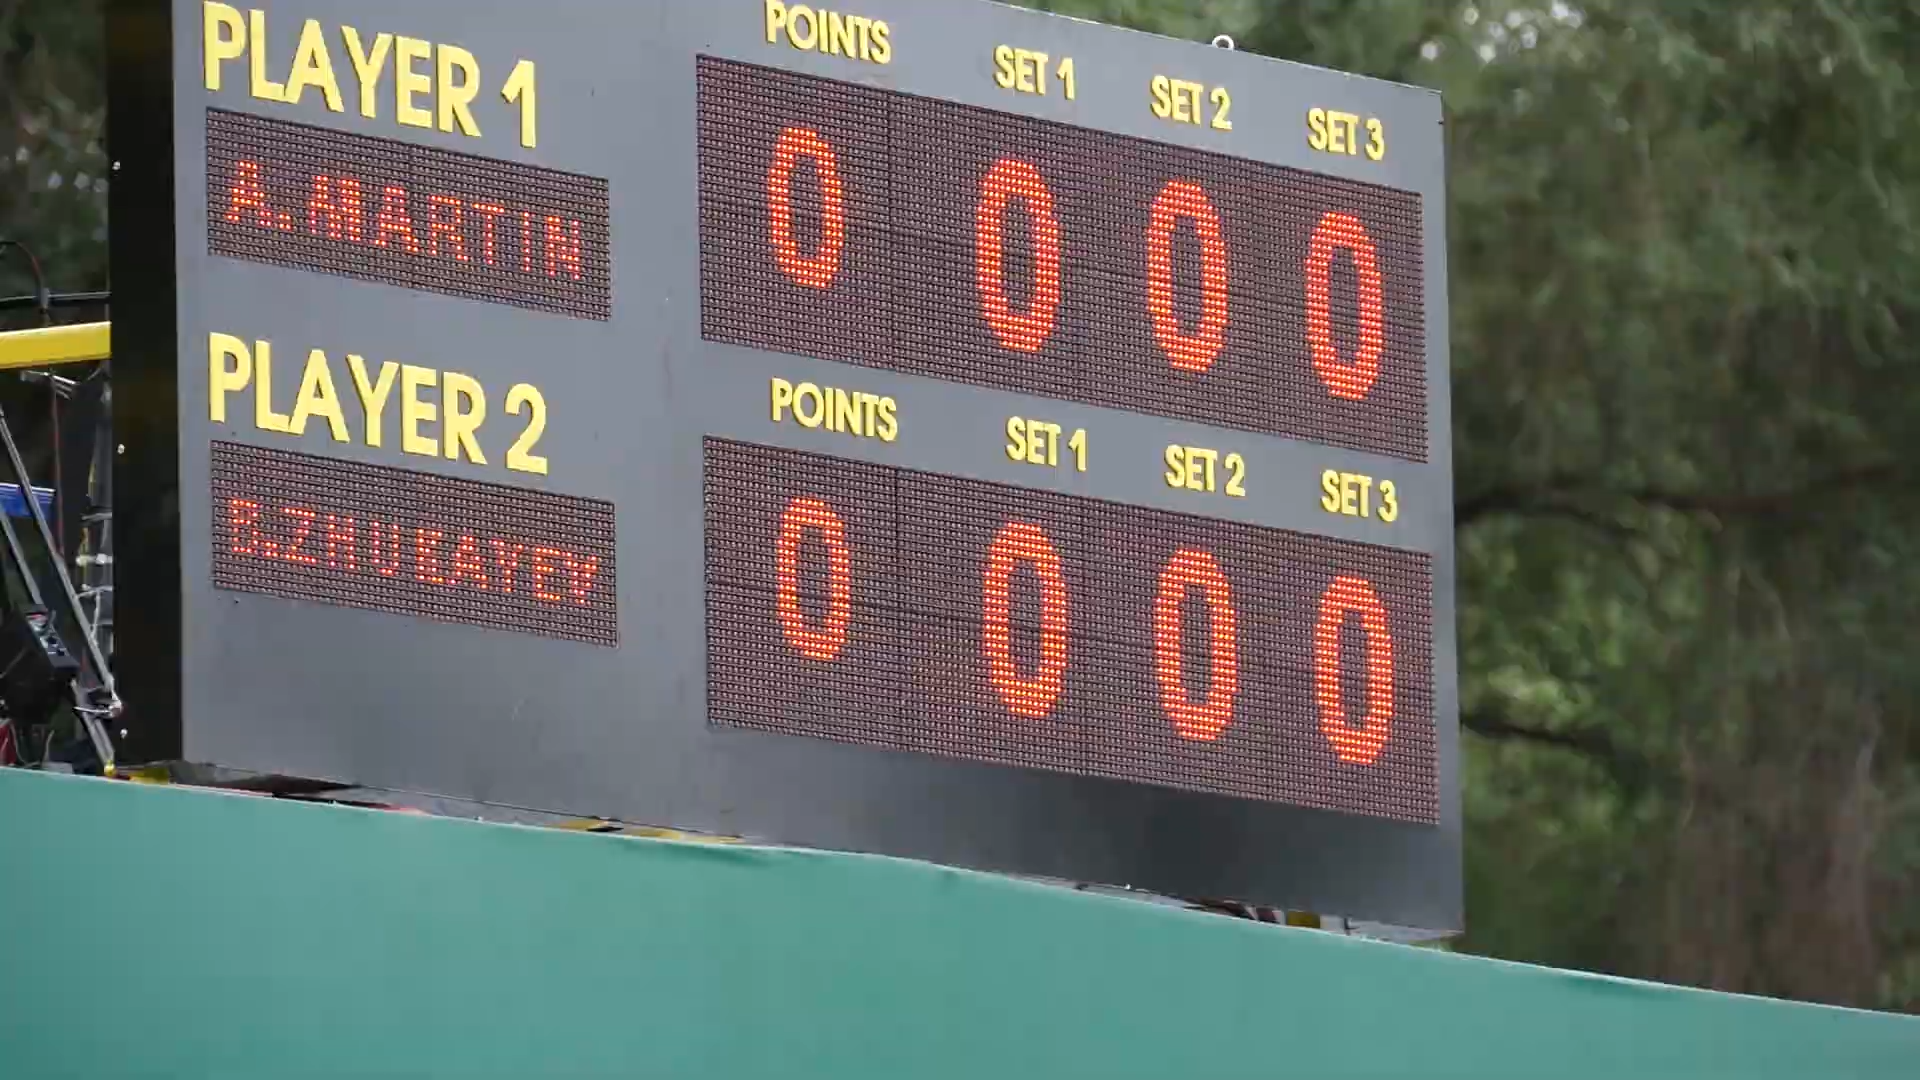 PLAYER 1
POINTS SET 1 SET 2 SET 3
A.MARTIN
0 0 0 0
PLAYER 2
POINTS SET 1 SET 2 SET 3
B.ZHUKAYEV
0 0 0 0